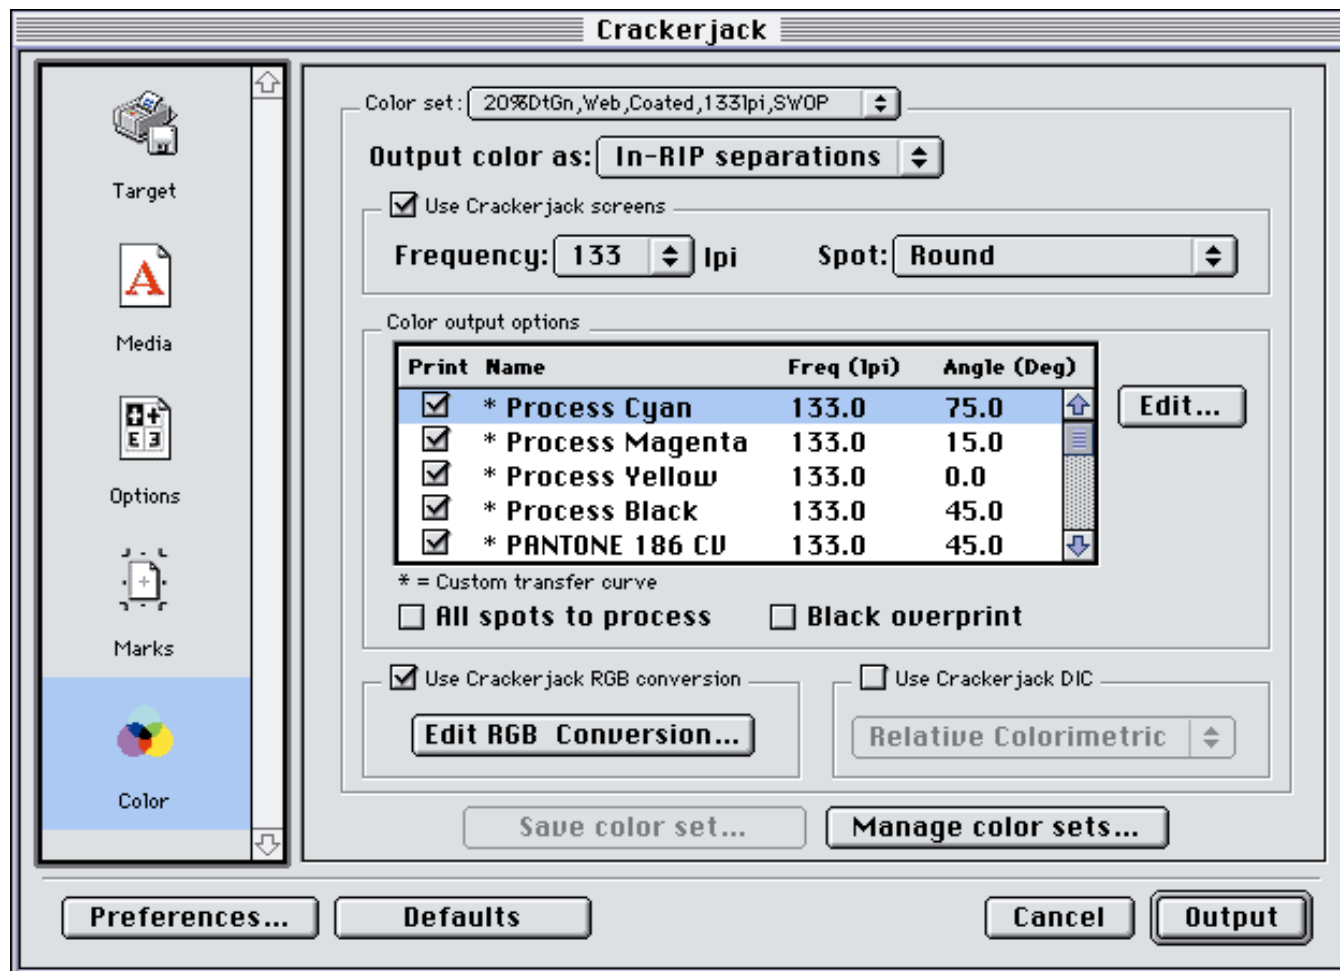 Crackerjack
Target
Media
Options
Marks
Color
Color set: 20%DtGn,Web,Coated,133lpi,SWOP
Output color as: In-RIP separations
Use Crackerjack screens
Frequency: 133 lpi Spot: Round
Color output options
Print Name Freq (lpi) Angle (Deg)
* Process Cyan 133.0 75.0
* Process Magenta 133.0 15.0
* Process Yellow 133.0 0.0
* Process Black 133.0 45.0
* PANTONE 186 CV 133.0 45.0
Edit...
* = Custom transfer curve
All spots to process Black overprint
Use Crackerjack RGB conversion Use Crackerjack DIC
Edit RGB Conversion... Relative Colorimetric
Save color set... Manage color sets...
Preferences... Defaults Cancel Output